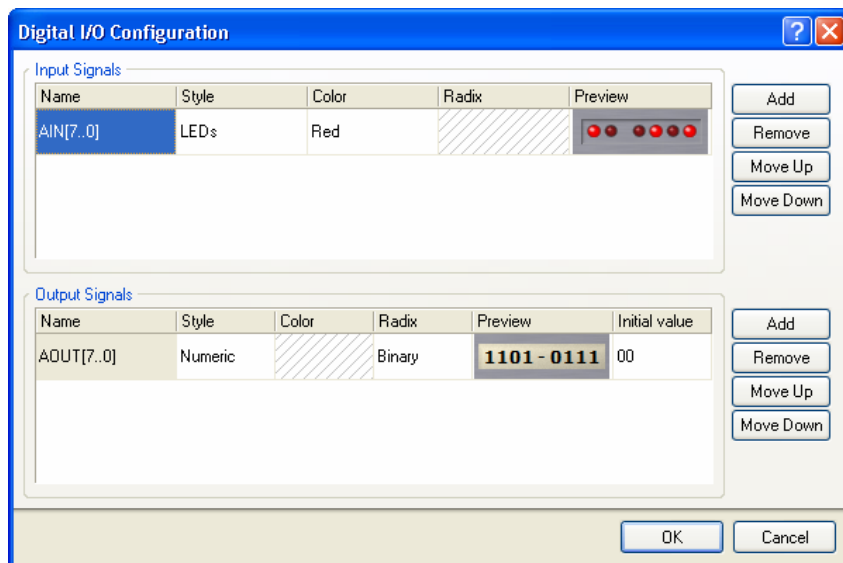 Digital I/O Configuration
Input Signals
Name Style Color Radix Preview
AIN[7..0] LEDs Red
Add
Remove
Move Up
Move Down
Output Signals
Name Style Color Radix Preview Initial value
AOUT[7..0] Numeric Binary 1101-0111 00
Add
Remove
Move Up
Move Down
OK Cancel